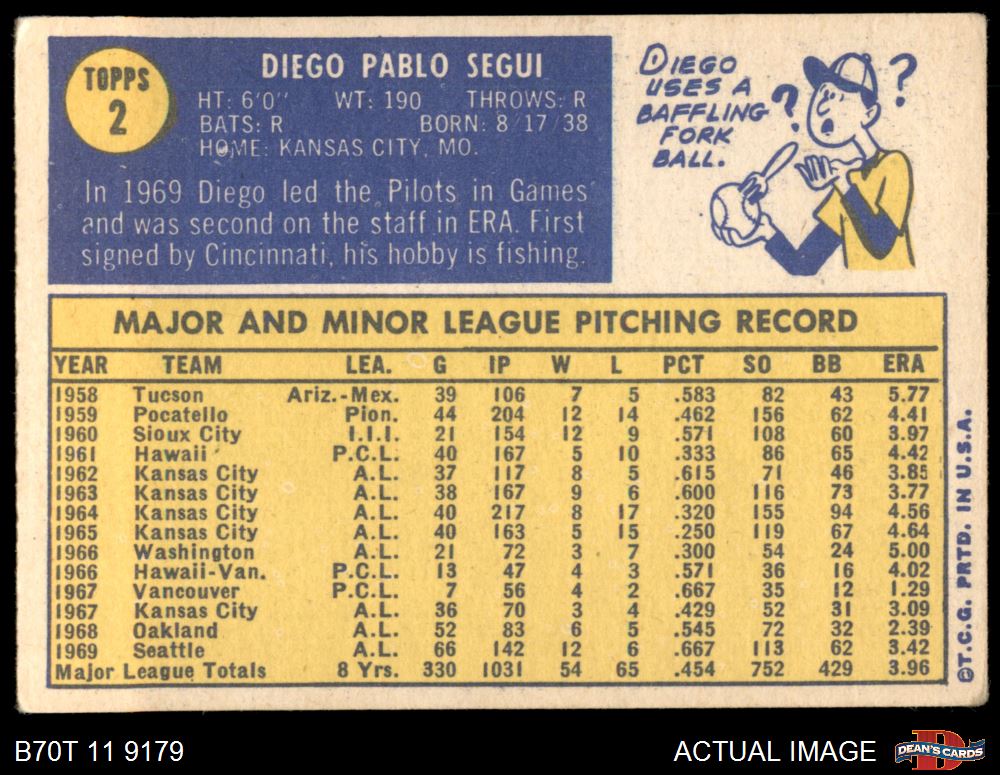 TOPPS
2
DIEGO PABLO SEGUI
HT: 6'0" WT: 190 THROWS: R
BATS: R BORN: 8/17/38
HOME: KANSAS CITY, MO.
In 1969 Diego led the Pilots in Games
and was second on the staff in ERA. First
signed by Cincinnati, his hobby is fishing.
DIEGO
USES A
BAFFLING
FORK
BALL.
? ?
MAJOR AND MINOR LEAGUE PITCHING RECORD
YEAR TEAM LEA. G IP W L PCT SO BB ERA
1958 Tucson Ariz.-Mex. 39 106 7 5 .583 82 43 5.77
1959 Pocatello Pion. 44 204 12 14 .462 156 62 4.41
1960 Sioux City I.I.I. 21 154 12 9 .571 108 60 3.97
1961 Hawaii P.C.L. 40 167 5 10 .333 86 65 4.42
1962 Kansas City A.L. 37 117 8 5 .615 71 46 3.85
1963 Kansas City A.L. 38 167 9 6 .600 116 73 3.77
1964 Kansas City A.L. 40 217 8 17 .320 155 94 4.56
1965 Kansas City A.L. 40 163 5 15 .250 119 67 4.64
1966 Washington A.L. 21 72 3 7 .300 54 24 5.00
1966 Hawaii-Van. P.C.L. 13 47 4 3 .571 36 16 4.02
1967 Vancouver P.C.L. 7 56 4 2 .667 35 12 1.29
1967 Kansas City A.L. 36 70 3 4 .429 52 31 3.09
1968 Oakland A.L. 52 83 6 5 .545 72 32 2.39
1969 Seattle A.L. 66 142 12 6 .667 113 62 3.42
Major League Totals 8 Yrs. 330 1031 54 65 .454 752 429 3.96
©T.C.G. PRTD. IN U.S.A.
B70T 11 9179
ACTUAL IMAGE
D
DEAN'S CARDS